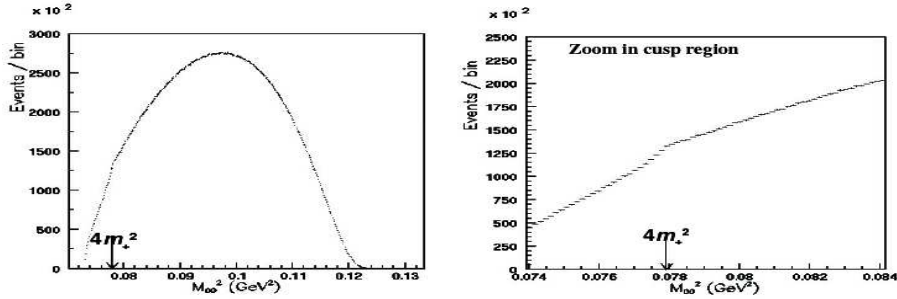 × 10²
Events / bin
3000
2500
2000
1500
1000
500
0
4m₊²
0.08 0.09 0.1 0.11 0.12 0.13
M₀₀² (GeV²)
× 10²
Zoom in cusp region
Events / bin
2500
2250
2000
1750
1500
1250
1000
750
500
250
0
4m₊²
0.074 0.076 0.078 0.08 0.082 0.084
M₀₀² (GeV²)